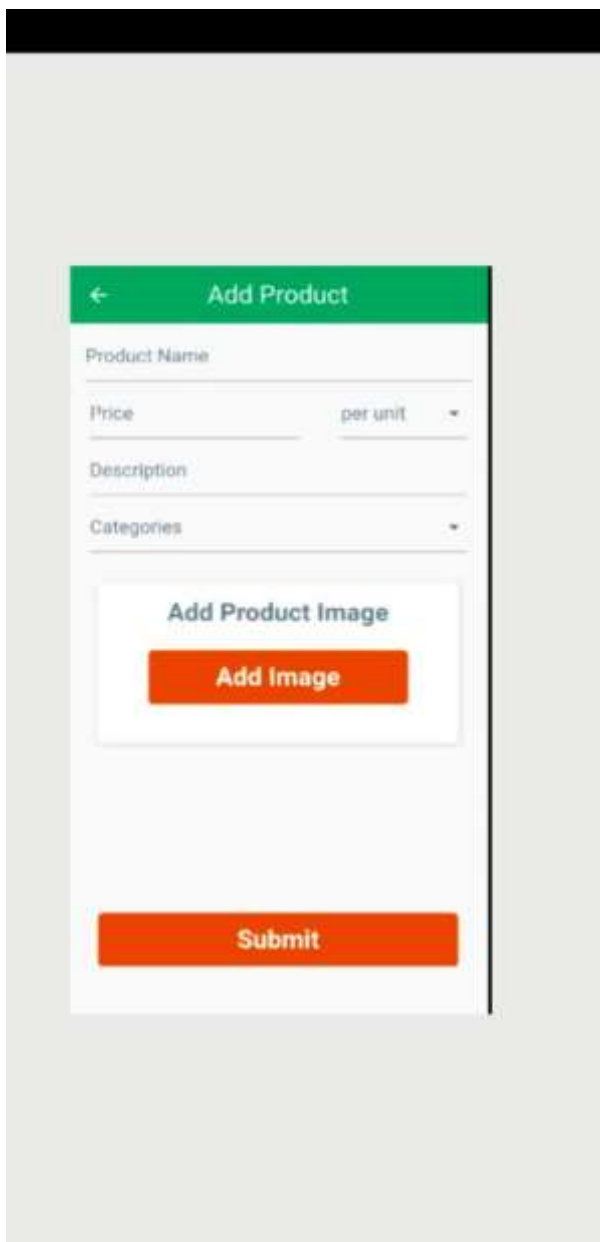 Add Product
Product Name
Price per unit
Description
Categories
Add Product Image
Add Image
Submit